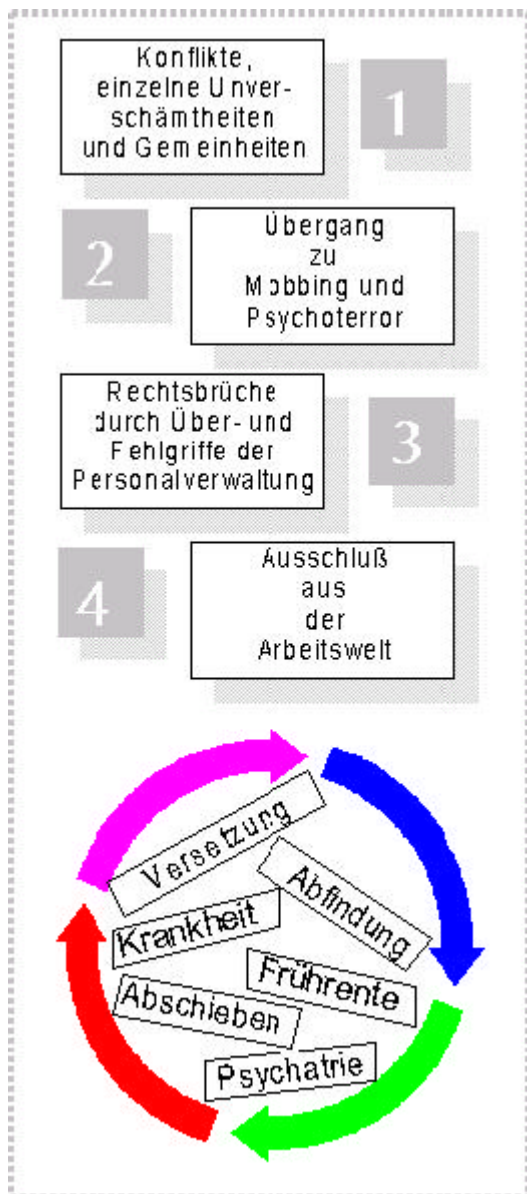 Konflikte,
einzelne Unver-
schämtheiten
und Gemeinheiten
1
2
Übergang
zu
Mobbing und
Psychoterror
Rechtsbrüche
durch Über- und
Fehlgriffe der
Personalverwaltung
3
4
Ausschluß
aus
der
Arbeitswelt
Versetzung
Abfindung
Krankheit
Frührente
Abschieben
Psychatrie